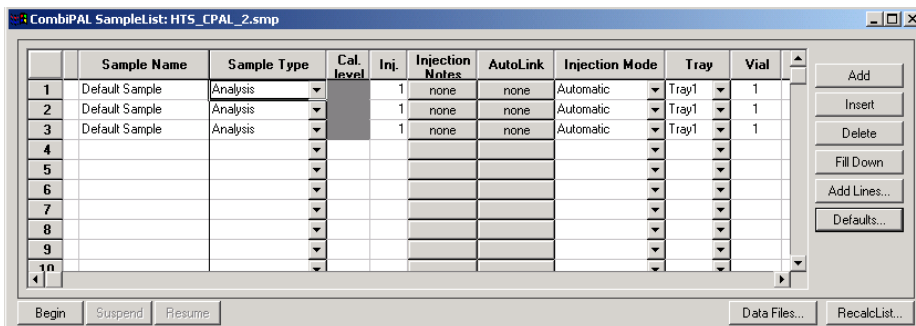 CombiPAL SampleList: HTS_CPAL_2.smp
Sample Name Sample Type Cal. level Inj. Injection Notes AutoLink Injection Mode Tray Vial
1 Default Sample Analysis 1 none none Automatic Tray1 1
2 Default Sample Analysis 1 none none Automatic Tray1 1
3 Default Sample Analysis 1 none none Automatic Tray1 1
4
5
6
7
8
9
10
Add
Insert
Delete
Fill Down
Add Lines...
Defaults...
Begin Suspend Resume Data Files... RecalcList...